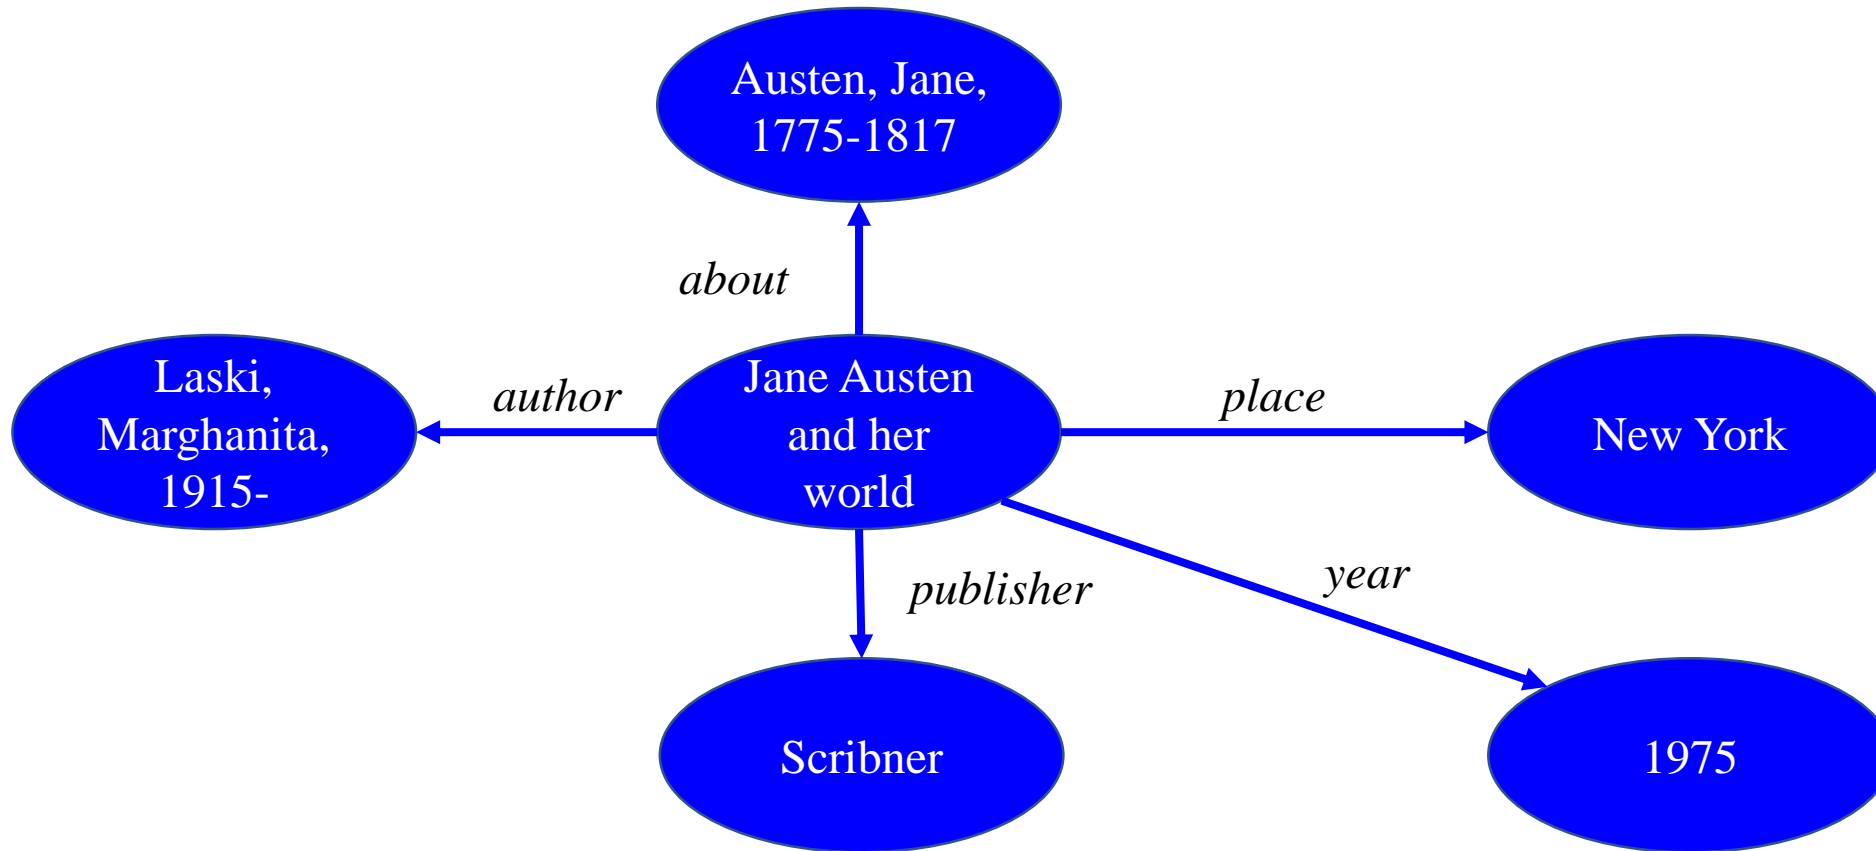 Austen, Jane,
1775-1817
about
Laski,
Marghanita,
1915-
author
Jane Austen
and her
world
place
New York
publisher
year
Scribner
1975